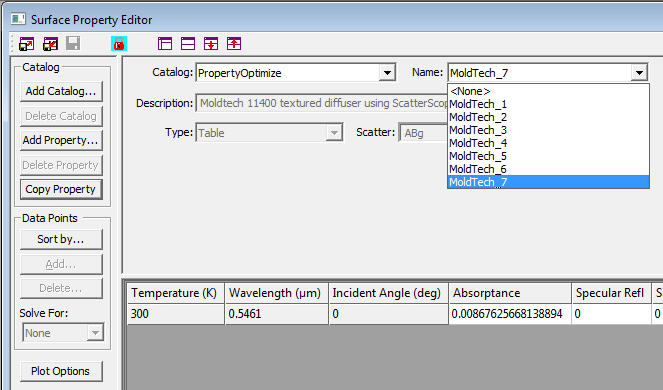 Surface Property Editor
Catalog
Add Catalog...
Delete Catalog
Add Property...
Delete Property
Copy Property
Data Points
Sort by...
Add...
Delete...
Solve For:
None
Plot Options
Catalog: PropertyOptimize Name: MoldTech_7
<None>
MoldTech_1
MoldTech_2
MoldTech_3
MoldTech_4
MoldTech_5
MoldTech_6
MoldTech_7
Description: Moldtech 11400 textured diffuser using ScatterScop
Type: Table Scatter: ABg
Temperature (K) Wavelength (µm) Incident Angle (deg) Absorptance Specular Refl S
300 0.5461 0 0.00867625668138894 0 0